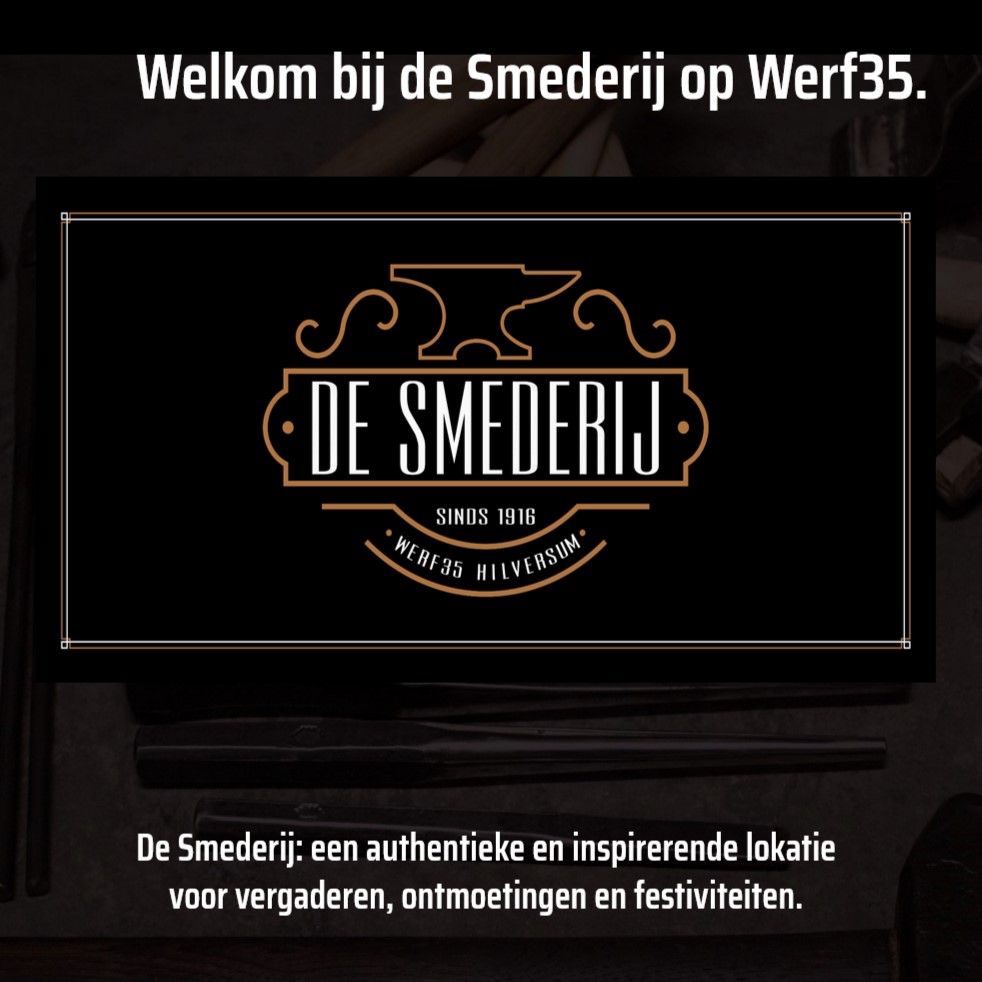 Welkom bij de Smederij op Werf35.
DE SMEDERIJ
SINDS 1916
WERF35 HILVERSUM
De Smederij: een authentieke en inspirerende lokatie
voor vergaderen, ontmoetingen en festiviteiten.